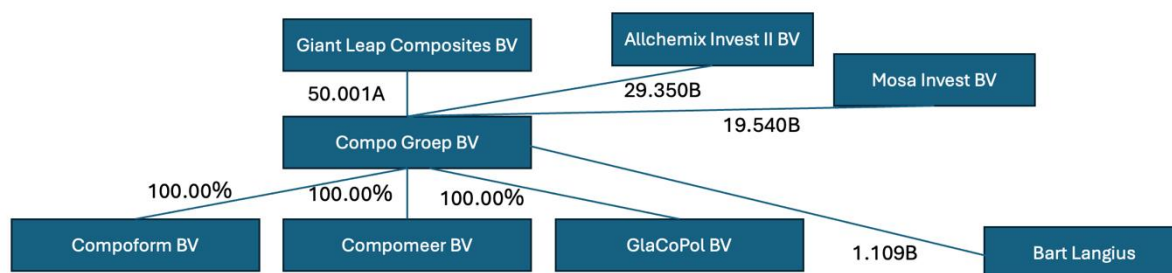 Giant Leap Composites BV
Allchemix Invest II BV
Mosa Invest BV
50.001A
29.350B
19.540B
Compo Groep BV
100.00%
100.00%
100.00%
Compoform BV
Compomeer BV
GlaCoPol BV
1.109B
Bart Langius